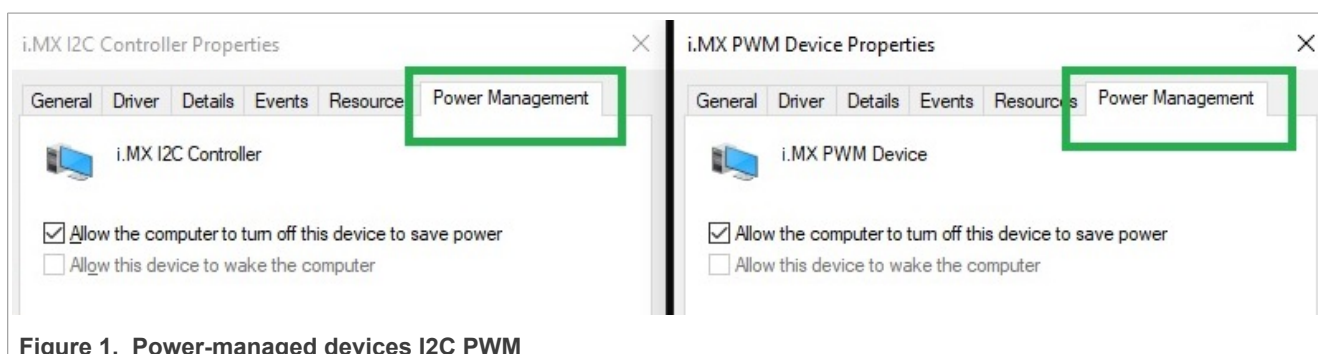 i.MX I2C Controller Properties
General Driver Details Events Resource Power Management
i.MX I2C Controller
Allow the computer to turn off this device to save power
Allow this device to wake the computer
i.MX PWM Device Properties
General Driver Details Events Resources Power Management
i.MX PWM Device
Allow the computer to turn off this device to save power
Allow this device to wake the computer
Figure 1. Power-managed devices I2C PWM